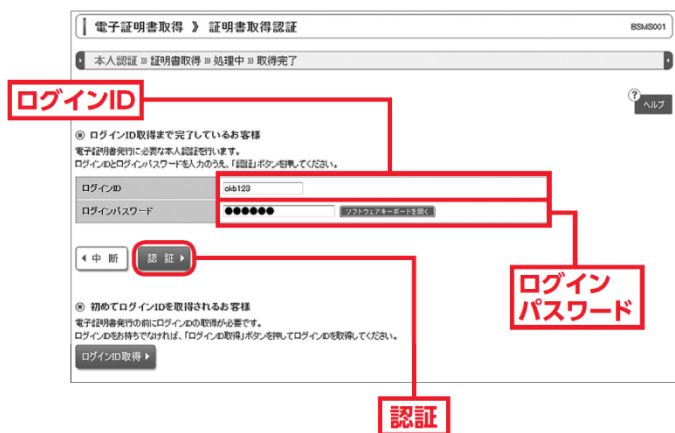 電子証明書取得 》 証明書取得認証
BSMS001
本人認証 »» 証明書取得 »» 処理中 »» 取得完了
ログインID
? ヘルプ
◉ ログインID取得まで完了しているお客様
電子証明書発行に必要な本人認証を行います。
ログインIDとログインパスワードを入力のうえ、「認証」ボタンを押してください。
ログインID okb123
ログインパスワード ●●●●●● ソフトウェアキーボードを開く
中 断 認 証
ログイン
パスワード
◉ 初めてログインIDを取得されるお客様
電子証明書発行の前にログインIDの取得が必要です。
ログインIDをお持ちでなければ、「ログインID取得」ボタンを押してログインIDを取得してください。
ログインID取得
認証